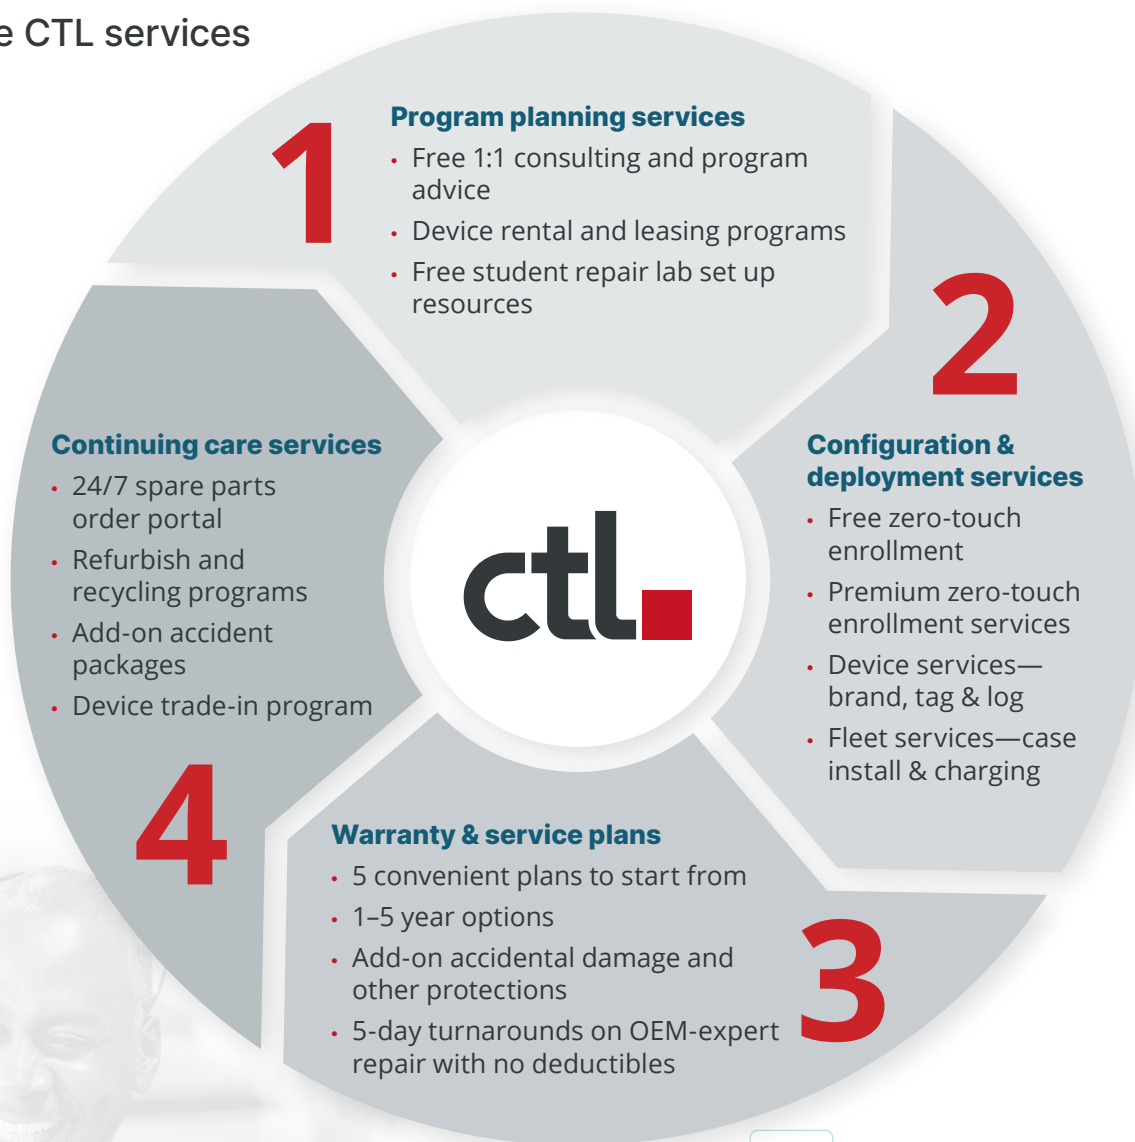 e CTL services
1
Program planning services
• Free 1:1 consulting and program
advice
• Device rental and leasing programs
• Free student repair lab set up
resources
2
Configuration &
deployment services
• Free zero-touch
enrollment
• Premium zero-touch
enrollment services
• Device services—
brand, tag & log
• Fleet services—case
install & charging
3
Warranty & service plans
• 5 convenient plans to start from
• 1–5 year options
• Add-on accidental damage and
other protections
• 5-day turnarounds on OEM-expert
repair with no deductibles
4
Continuing care services
• 24/7 spare parts
order portal
• Refurbish and
recycling programs
• Add-on accident
packages
• Device trade-in program
ctl